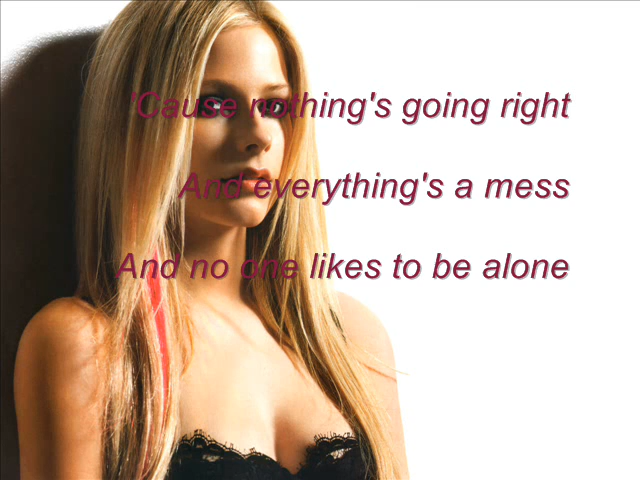 'Cause nothing's going right
And everything's a mess
And no one likes to be alone